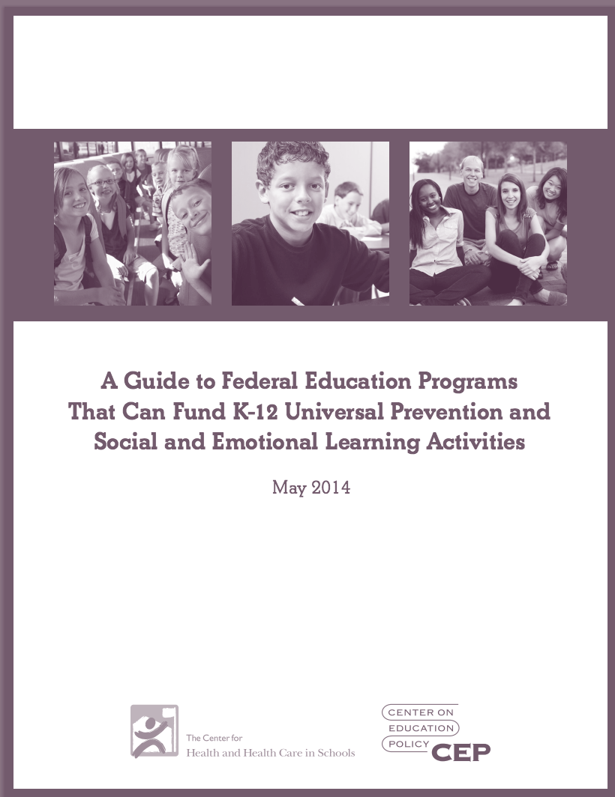 A Guide to Federal Education Programs
That Can Fund K-12 Universal Prevention and
Social and Emotional Learning Activities
May 2014
The Center for
Health and Health Care in Schools
CENTER ON
EDUCATION
POLICY
CEP